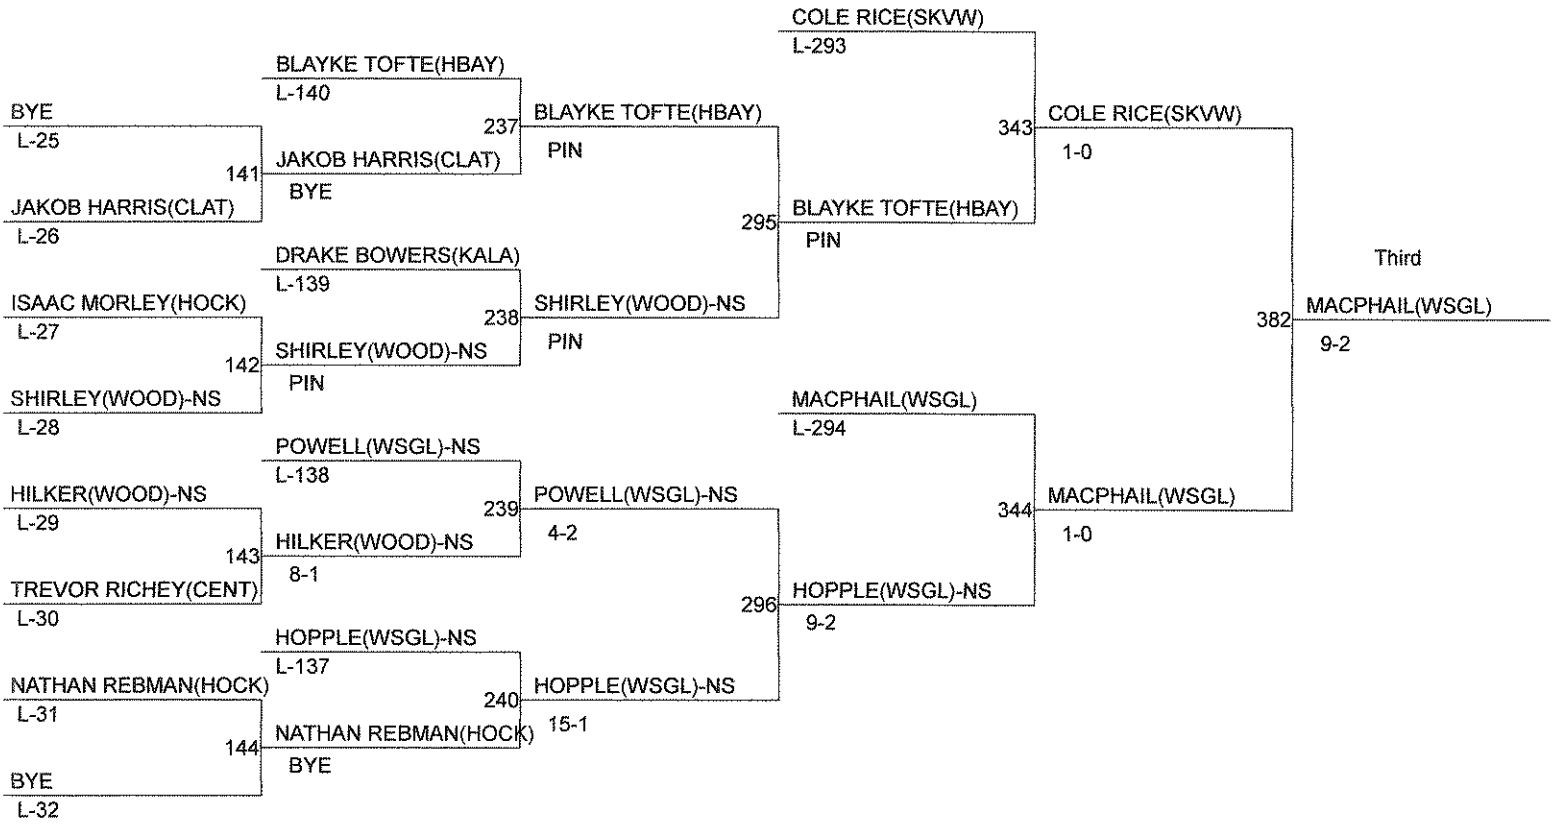 COLE RICE(SKVW)
L-293
BLAYKE TOFTE(HBAY)
L-140
BYE
L-25
237
BLAYKE TOFTE(HBAY)
PIN
343
COLE RICE(SKVW)
1-0
141
JAKOB HARRIS(CLAT)
BYE
JAKOB HARRIS(CLAT)
L-26
295
BLAYKE TOFTE(HBAY)
PIN
DRAKE BOWERS(KALA)
L-139
Third
ISAAC MORLEY(HOCK)
L-27
238
SHIRLEY(WOOD)-NS
PIN
382
MACPHAIL(WSGL)
9-2
142
SHIRLEY(WOOD)-NS
PIN
SHIRLEY(WOOD)-NS
L-28
MACPHAIL(WSGL)
L-294
POWELL(WSGL)-NS
L-138
HILKER(WOOD)-NS
L-29
239
POWELL(WSGL)-NS
4-2
344
MACPHAIL(WSGL)
1-0
143
HILKER(WOOD)-NS
8-1
TREVOR RICHEY(CENT)
L-30
296
HOPPLE(WSGL)-NS
9-2
HOPPLE(WSGL)-NS
L-137
NATHAN REBMAN(HOCK)
L-31
240
HOPPLE(WSGL)-NS
15-1
144
NATHAN REBMAN(HOCK)
BYE
BYE
L-32